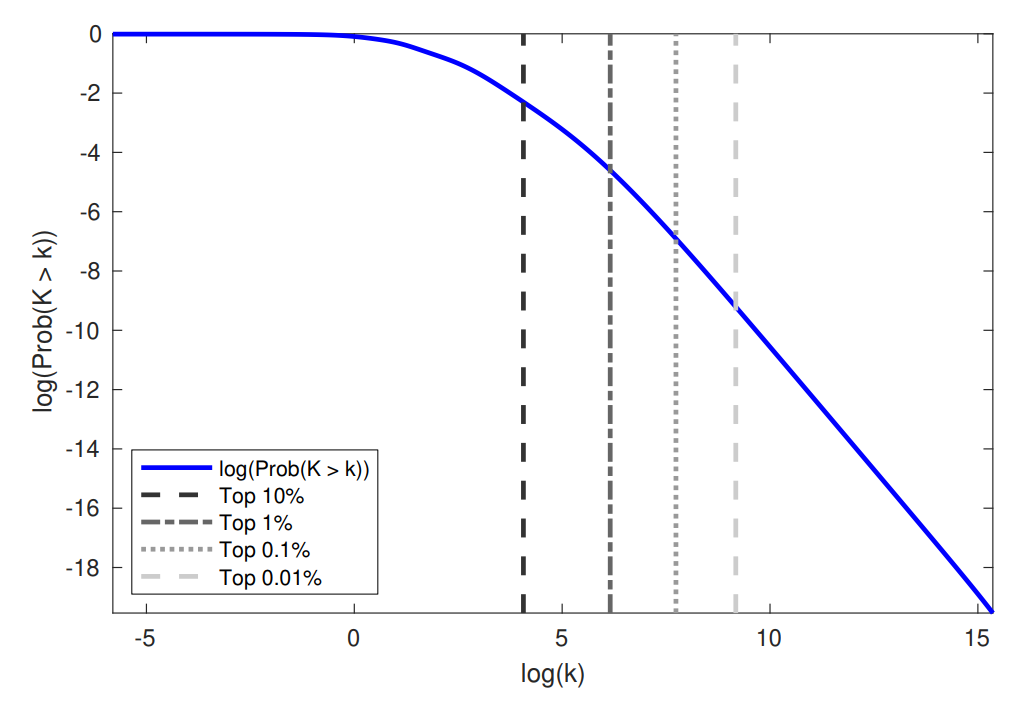 0
-2
-4
-6
-8
-10
-12
-14
-16
-18
log(Prob(K > k))
log(Prob(K > k))
Top 10%
Top 1%
Top 0.1%
Top 0.01%
-5 0 5 10 15
log(k)